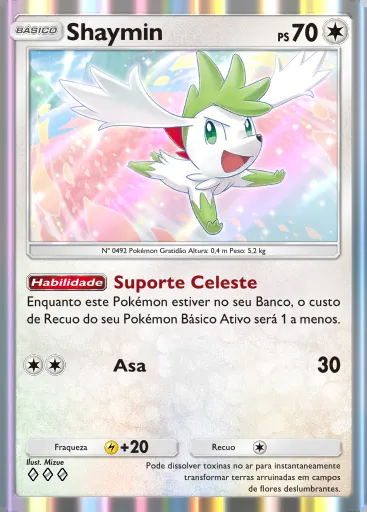 BÁSICO Shaymin PS 70
Nº 0492 Pokémon Gratidão Altura: 0,4 m Peso: 5,2 kg
Habilidade Suporte Celeste
Enquanto este Pokémon estiver no seu Banco, o custo
de Recuo do seu Pokémon Básico Ativo será 1 a menos.
Asa 30
Fraqueza +20 Recuo
Ilust. Mizue
Pode dissolver toxinas no ar para instantaneamente
transformar terras arruinadas em campos
de flores deslumbrantes.